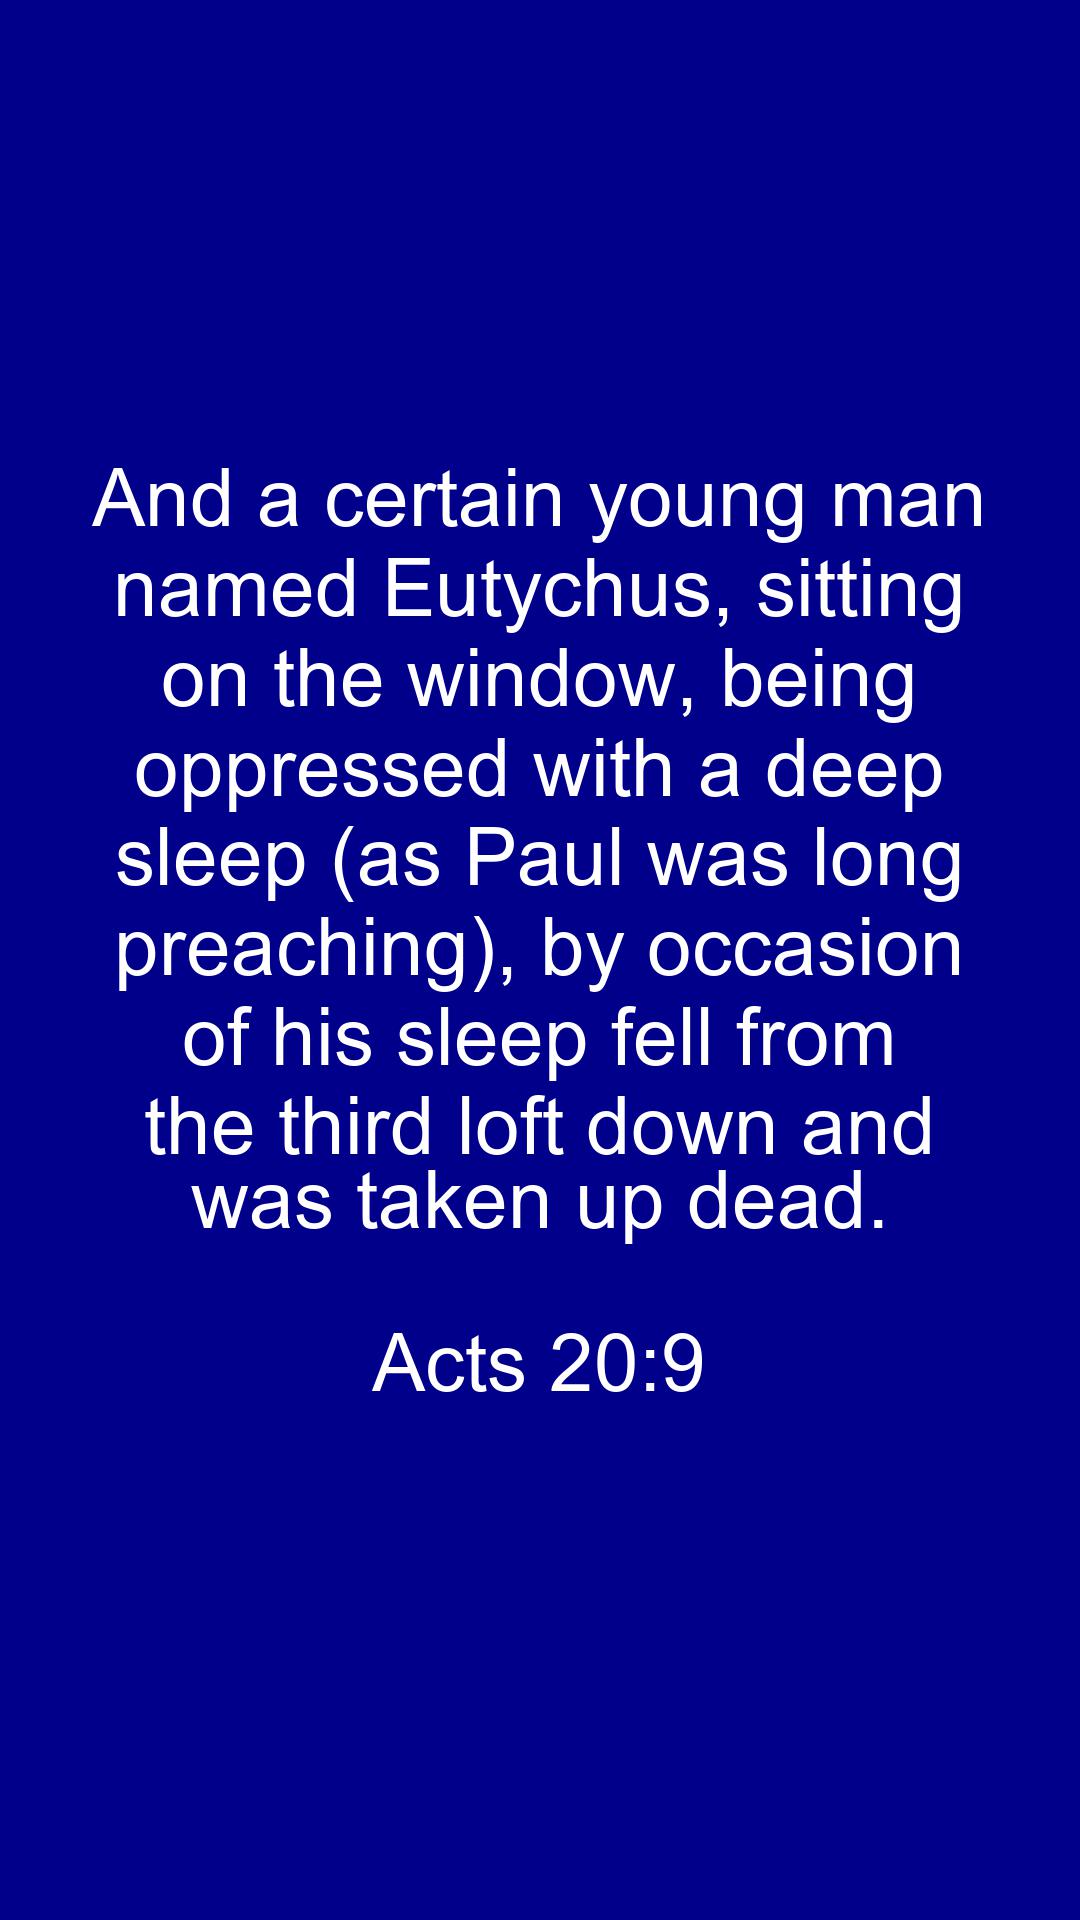 And a certain young man
named Eutychus, sitting
on the window, being
oppressed with a deep
sleep (as Paul was long
preaching), by occasion
of his sleep fell from
the third loft down and
was taken up dead.
Acts 20:9